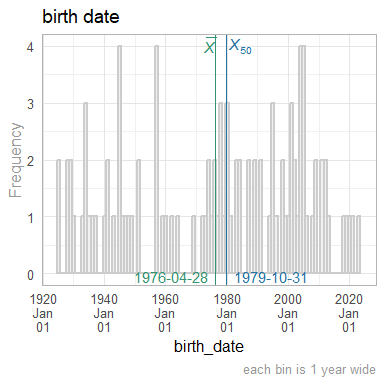 birth date
X̅ X50
4
3
2
1
0
Frequency
1976-04-28 1979-10-31
1920 1940 1960 1980 2000 2020
Jan Jan Jan Jan Jan Jan
01 01 01 01 01 01
birth_date
each bin is 1 year wide